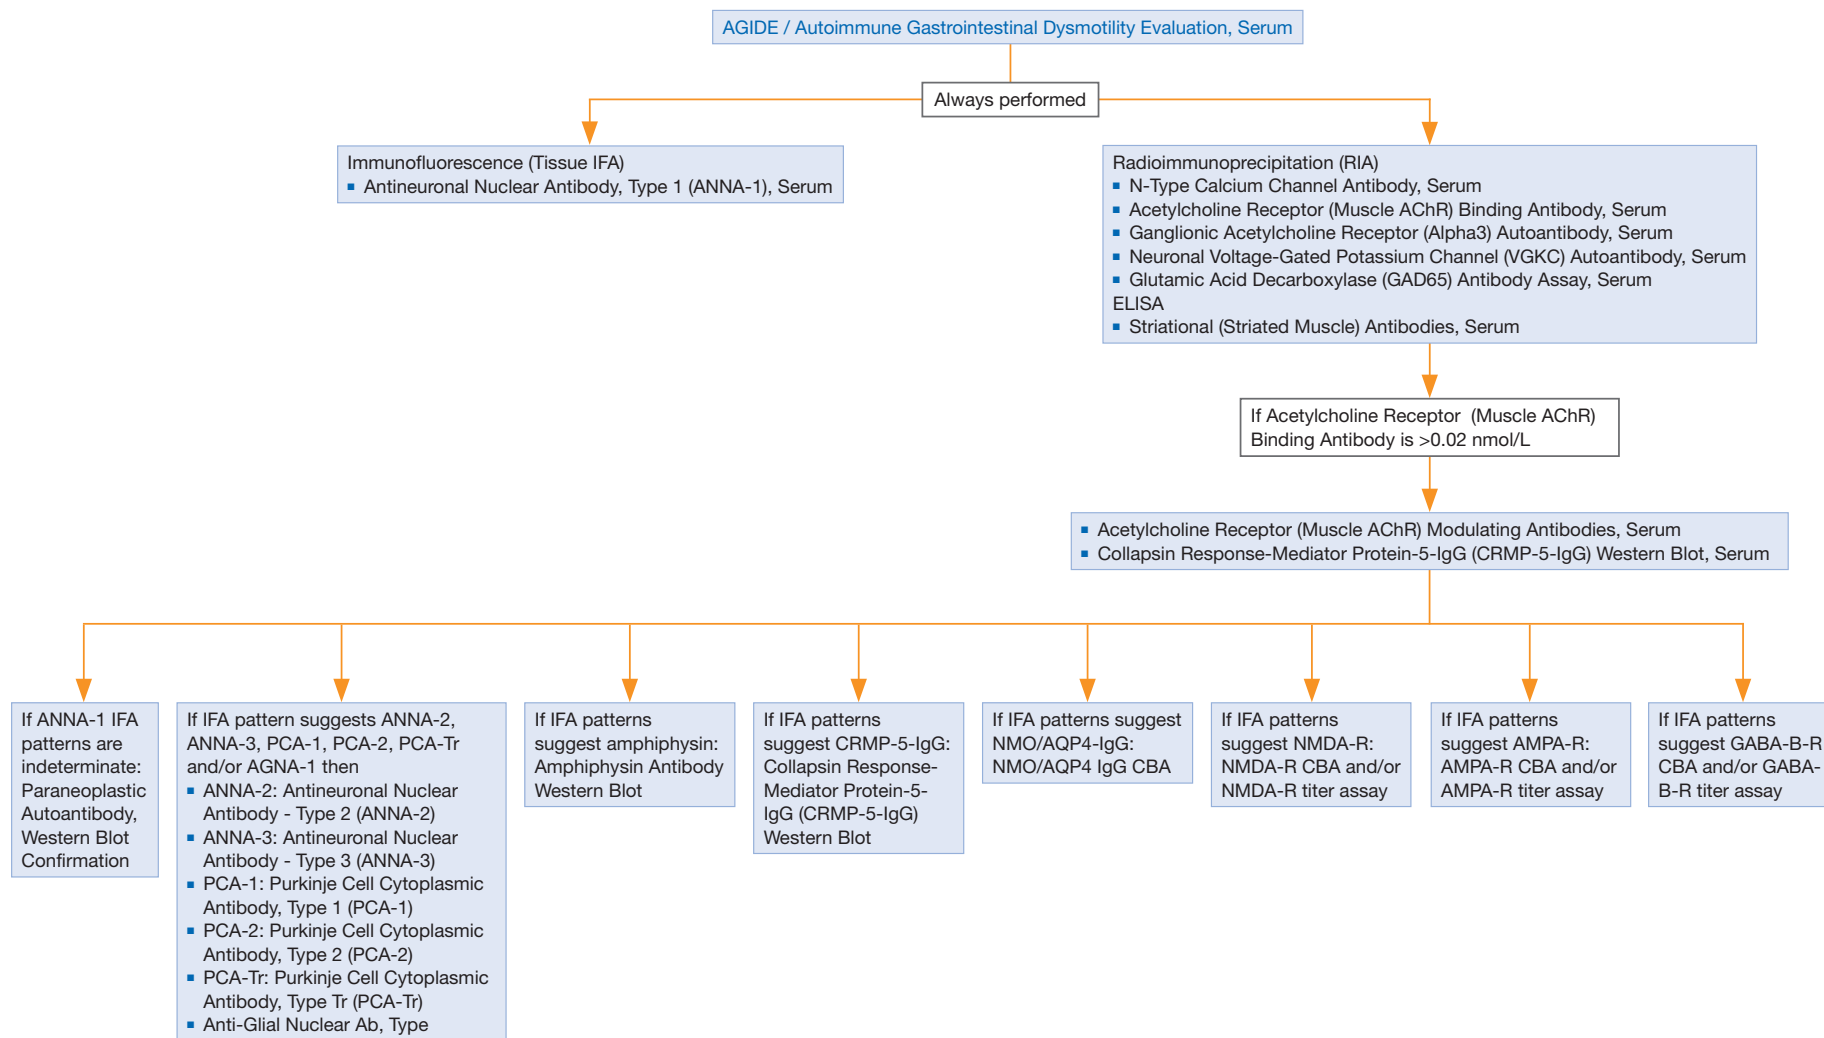 AGIDE / Autoimmune Gastrointestinal Dysmotility Evaluation, Serum
Always performed
Immunofluorescence (Tissue IFA)
▪ Antineuronal Nuclear Antibody, Type 1 (ANNA-1), Serum
Radioimmunoprecipitation (RIA)
▪ N-Type Calcium Channel Antibody, Serum
▪ Acetylcholine Receptor (Muscle AChR) Binding Antibody, Serum
▪ Ganglionic Acetylcholine Receptor (Alpha3) Autoantibody, Serum
▪ Neuronal Voltage-Gated Potassium Channel (VGKC) Autoantibody, Serum
▪ Glutamic Acid Decarboxylase (GAD65) Antibody Assay, Serum
ELISA
▪ Striational (Striated Muscle) Antibodies, Serum
If Acetylcholine Receptor (Muscle AChR)
Binding Antibody is >0.02 nmol/L
▪ Acetylcholine Receptor (Muscle AChR) Modulating Antibodies, Serum
▪ Collapsin Response-Mediator Protein-5-IgG (CRMP-5-IgG) Western Blot, Serum
If ANNA-1 IFA
patterns are
indeterminate:
Paraneoplastic
Autoantibody,
Western Blot
Confirmation
If IFA pattern suggests ANNA-2,
ANNA-3, PCA-1, PCA-2, PCA-Tr
and/or AGNA-1 then
▪ ANNA-2: Antineuronal Nuclear
Antibody - Type 2 (ANNA-2)
▪ ANNA-3: Antineuronal Nuclear
Antibody - Type 3 (ANNA-3)
▪ PCA-1: Purkinje Cell Cytoplasmic
Antibody, Type 1 (PCA-1)
▪ PCA-2: Purkinje Cell Cytoplasmic
Antibody, Type 2 (PCA-2)
▪ PCA-Tr: Purkinje Cell Cytoplasmic
Antibody, Type Tr (PCA-Tr)
▪ Anti-Glial Nuclear Ab, Type
If IFA patterns
suggest amphiphysin:
Amphiphysin Antibody
Western Blot
If IFA patterns
suggest CRMP-5-IgG:
Collapsin Response-
Mediator Protein-5-
IgG (CRMP-5-IgG)
Western Blot
If IFA patterns suggest
NMO/AQP4-IgG:
NMO/AQP4 IgG CBA
If IFA patterns
suggest NMDA-R:
NMDA-R CBA and/or
NMDA-R titer assay
If IFA patterns
suggest AMPA-R:
AMPA-R CBA and/or
AMPA-R titer assay
If IFA patterns
suggest GABA-B-R
CBA and/or GABA-
B-R titer assay